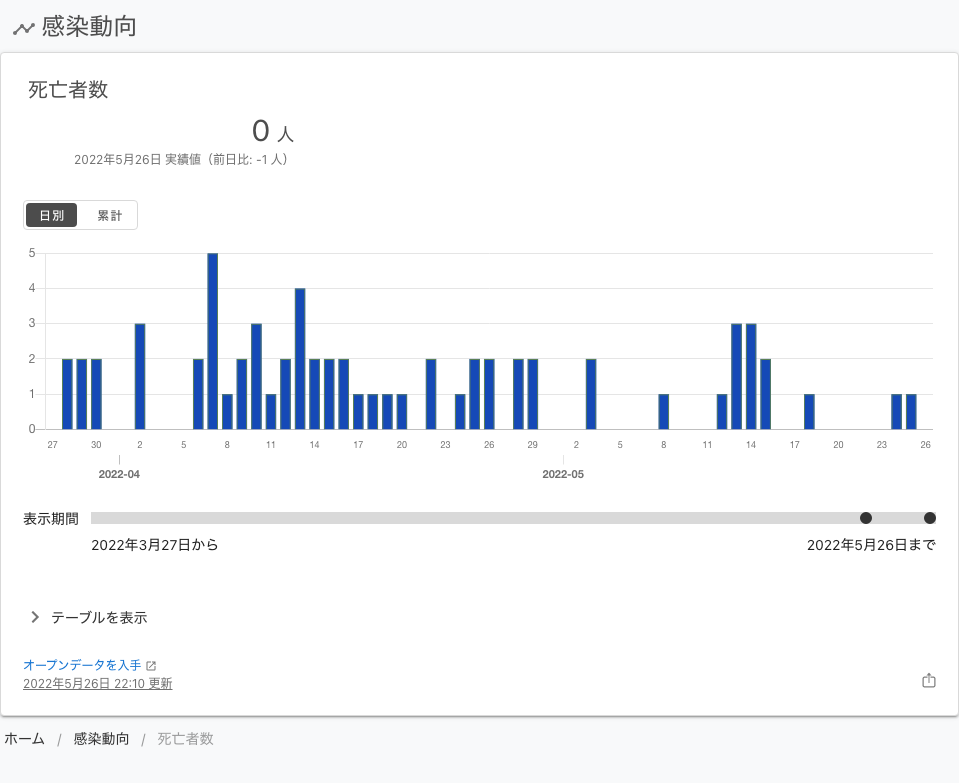 感染動向
死亡者数
0 人
2022年5月26日 実績値（前日比: -1 人）
日別 累計
5
4
3
2
1
0
27 30 2 5 8 11 14 17 20 23 26 29 2 5 8 11 14 17 20 23 26
2022-04 2022-05
表示期間
2022年3月27日から 2022年5月26日まで
テーブルを表示
オープンデータを入手
2022年5月26日 22:10 更新
ホーム / 感染動向 / 死亡者数